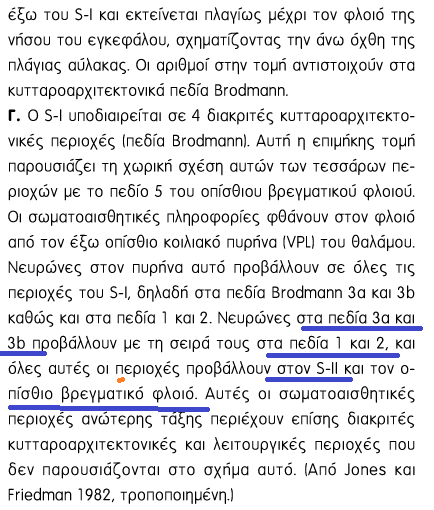 έξω του S-I και εκτείνεται πλαγίως μέχρι τον φλοιό της
νήσου του εγκεφάλου, σχηματίζοντας την άνω όχθη της
πλάγιας αύλακας. Οι αριθμοί στην τομή αντιστοιχούν στα
κυτταροαρχιτεκτονικά πεδία Brodmann.
Γ. Ο S-I υποδιαιρείται σε 4 διακριτές κυτταροαρχιτεκτο-
νικές περιοχές (πεδία Brodmann). Αυτή η επιμήκης τομή
παρουσιάζει τη χωρική σχέση αυτών των τεσσάρων πε-
ριοχών με το πεδίο 5 του οπίσθιου βρεγματικού φλοιού.
Οι σωματοαισθητικές πληροφορίες φθάνουν στον φλοιό
από τον έξω οπίσθιο κοιλιακό πυρήνα (VPL) του θαλάμου.
Νευρώνες στον πυρήνα αυτό προβάλλουν σε όλες τις
περιοχές του S-I, δηλαδή στα πεδία Brodmann 3a και 3b
καθώς και στα πεδία 1 και 2. Νευρώνες στα πεδία 3a και
3b προβάλλουν με τη σειρά τους στα πεδία 1 και 2, και
όλες αυτές οι περιοχές προβάλλουν στον S-II και τον ο-
πίσθιο βρεγματικό φλοιό. Αυτές οι σωματοαισθητικές
περιοχές ανώτερης τάξης περιέχουν επίσης διακριτές
κυτταροαρχιτεκτονικές και λειτουργικές περιοχές που
δεν παρουσιάζονται στο σχήμα αυτό. (Από Jones και
Friedman 1982, τροποποιημένη.)